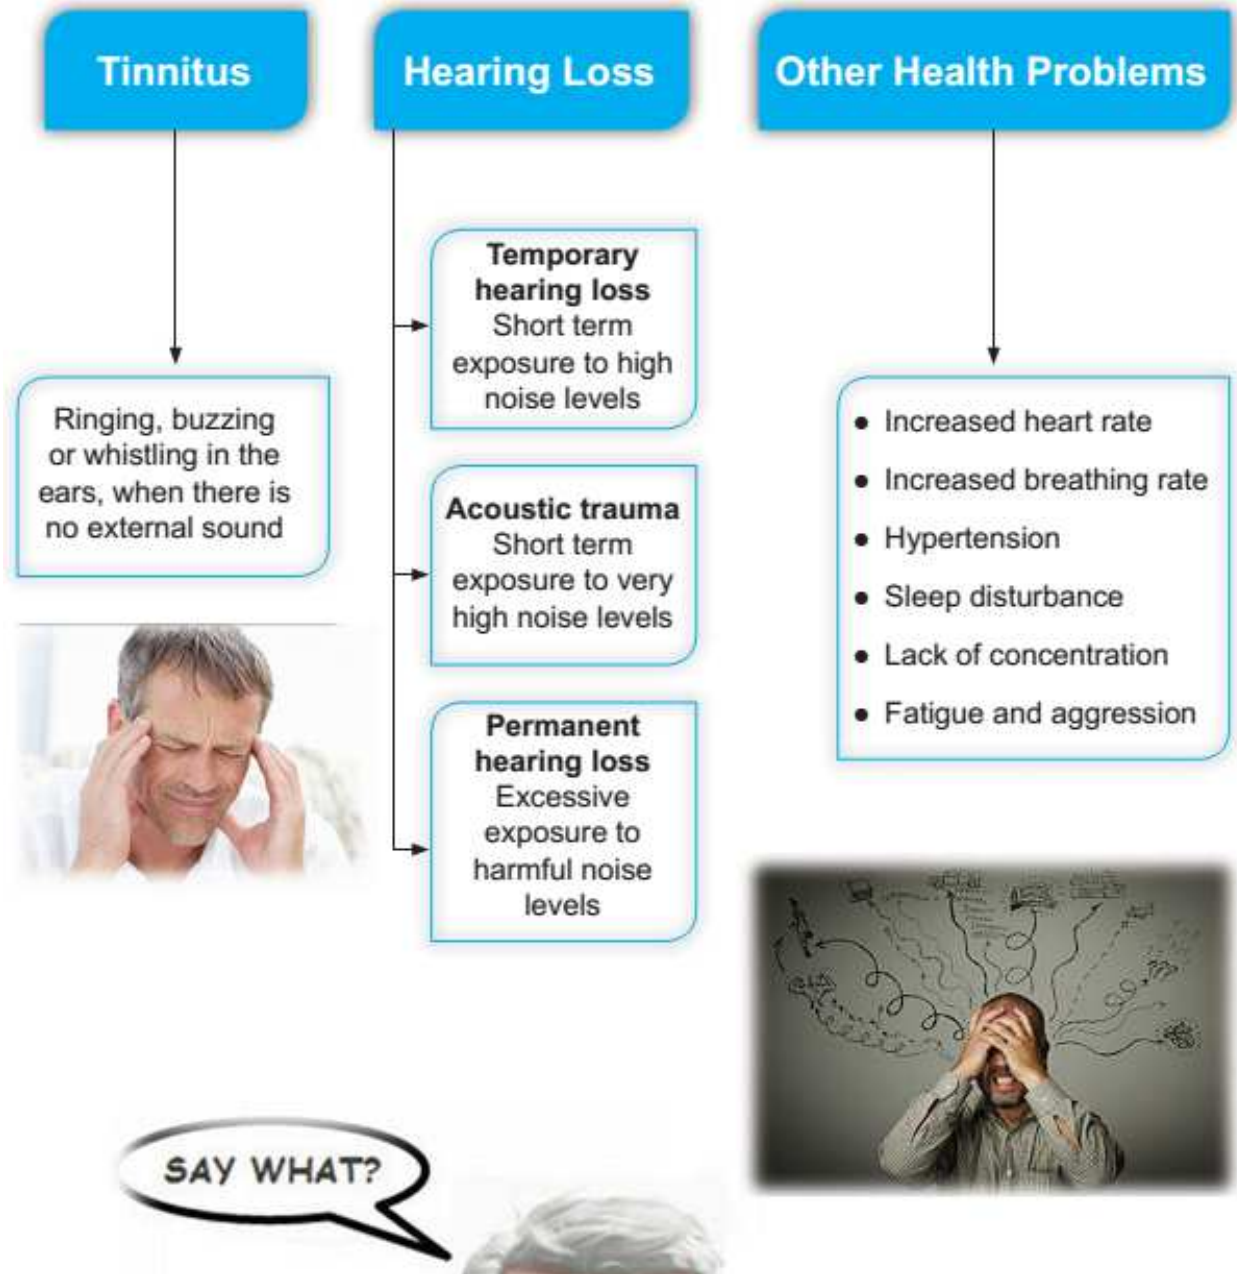 Tinnitus
Ringing, buzzing
or whistling in the
ears, when there is
no external sound
Hearing Loss
Temporary
hearing loss
Short term
exposure to high
noise levels
Acoustic trauma
Short term
exposure to very
high noise levels
Permanent
hearing loss
Excessive
exposure to
harmful noise
levels
Other Health Problems
● Increased heart rate
● Increased breathing rate
● Hypertension
● Sleep disturbance
● Lack of concentration
● Fatigue and aggression
SAY WHAT?